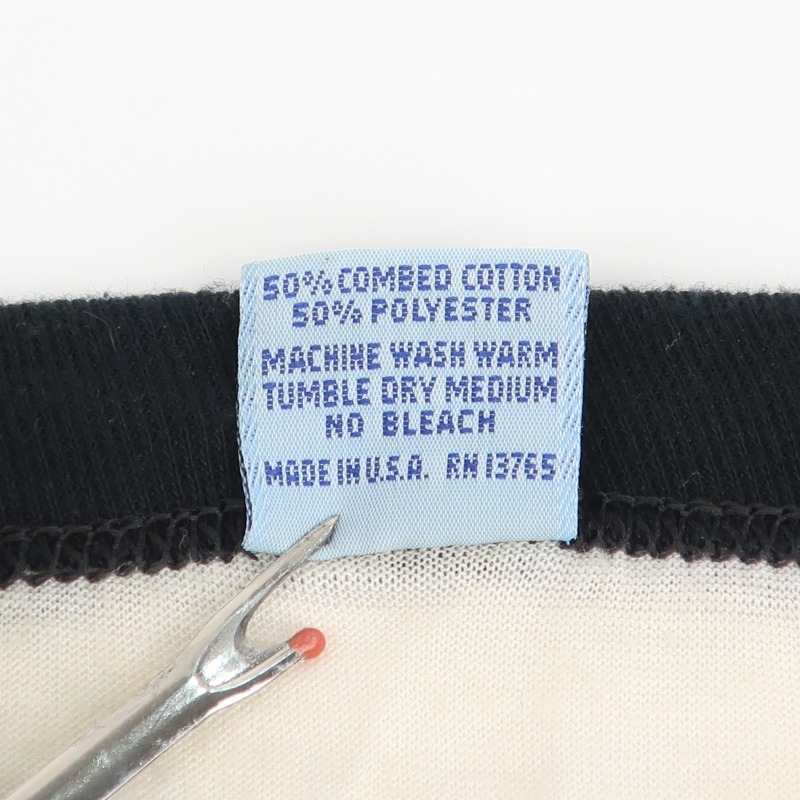 50% COMBED COTTON
50% POLYESTER
MACHINE WASH WARM
TUMBLE DRY MEDIUM
NO BLEACH
MADE IN U.S.A. RN 13765